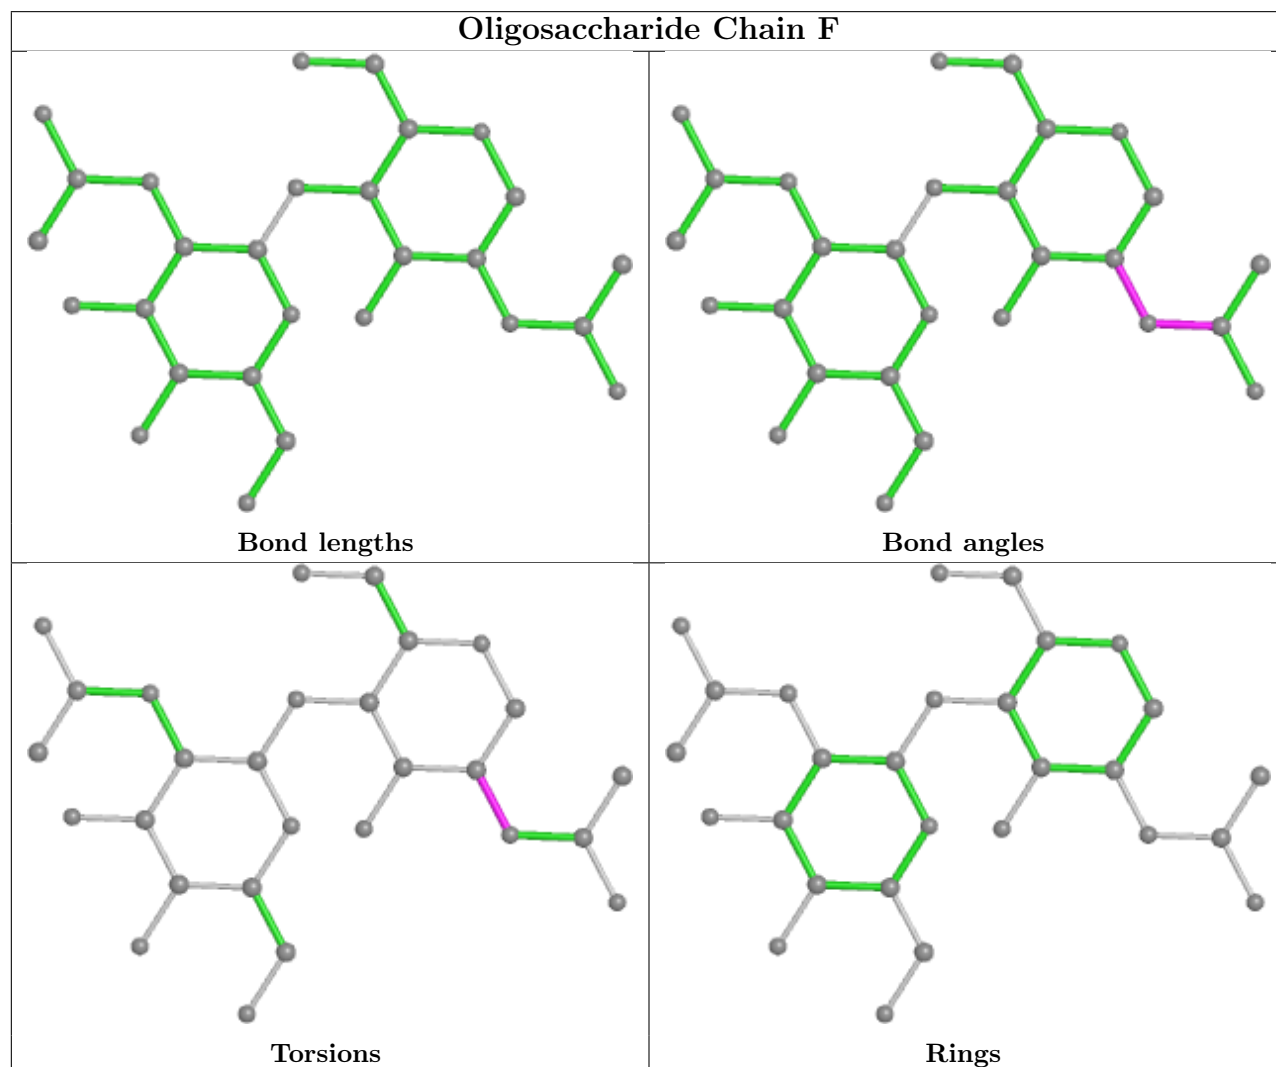 Oligosaccharide Chain F
Bond lengths
Bond angles
Torsions
Rings